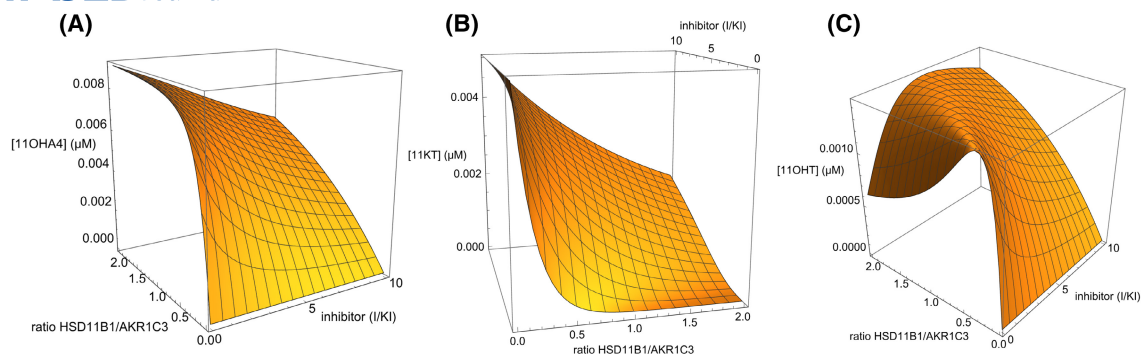 (A)
0.008
0.006
[11OHA4] (µM)
0.004
0.002
0.000
2.0
1.5
1.0
0.5
0.00
5
10
ratio HSD11B1/AKR1C3
inhibitor (I/KI)
(B)
inhibitor (I/KI)
10
5
0
0.004
[11KT] (µM)
0.002
0.000
0.0
0.5
1.0
1.5
2.0
ratio HSD11B1/AKR1C3
(C)
0.0010
[11OHT] (µM)
0.0005
0.0000
2.0
1.5
1.0
0.5
0.00
5
10
inhibitor (I/KI)
ratio HSD11B1/AKR1C3